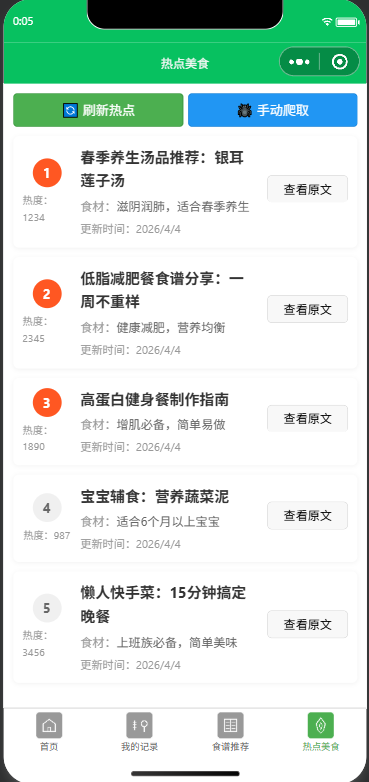 0:05
热点美食
刷新热点
手动爬取
1
热度：
1234
春季养生汤品推荐：银耳
莲子汤
食材：滋阴润肺，适合春季养生
更新时间：2026/4/4
查看原文
2
热度：
2345
低脂减肥餐食谱分享：一
周不重样
食材：健康减肥，营养均衡
更新时间：2026/4/4
查看原文
3
热度：
1890
高蛋白健身餐制作指南
食材：增肌必备，简单易做
更新时间：2026/4/4
查看原文
4
热度：987
宝宝辅食：营养蔬菜泥
食材：适合6个月以上宝宝
更新时间：2026/4/4
查看原文
5
热度：
3456
懒人快手菜：15分钟搞定
晚餐
食材：上班族必备，简单美味
更新时间：2026/4/4
查看原文
首页
我的记录
食谱推荐
热点美食